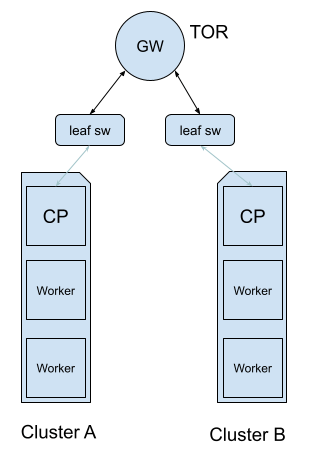 GW
TOR
leaf sw
leaf sw
CP
CP
Worker
Worker
Worker
Worker
Cluster A
Cluster B